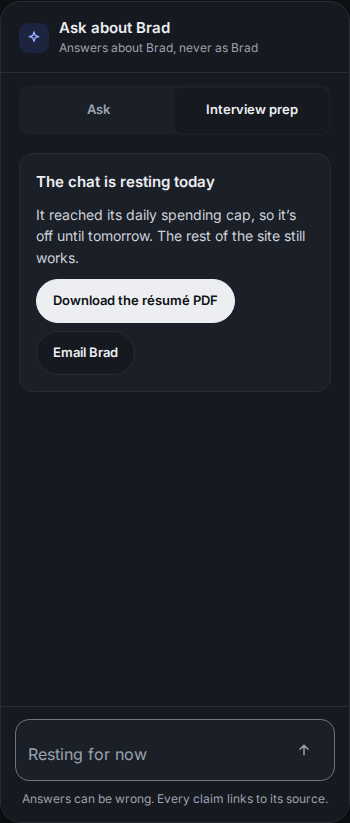 Ask about Brad
Answers about Brad, never as Brad
Ask
Interview prep
The chat is resting today
It reached its daily spending cap, so it’s
off until tomorrow. The rest of the site still
works.
Download the résumé PDF
Email Brad
Resting for now
Answers can be wrong. Every claim links to its source.